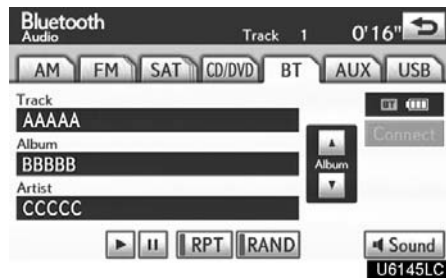 Bluetooth
Audio Track 1 0'16"
AM FM SAT CD/DVD BT AUX USB
Track
AAAAA
BT
Connect
Album
BBBBB
Album
Artist
CCCCC
RPT RAND Sound
U6145LC